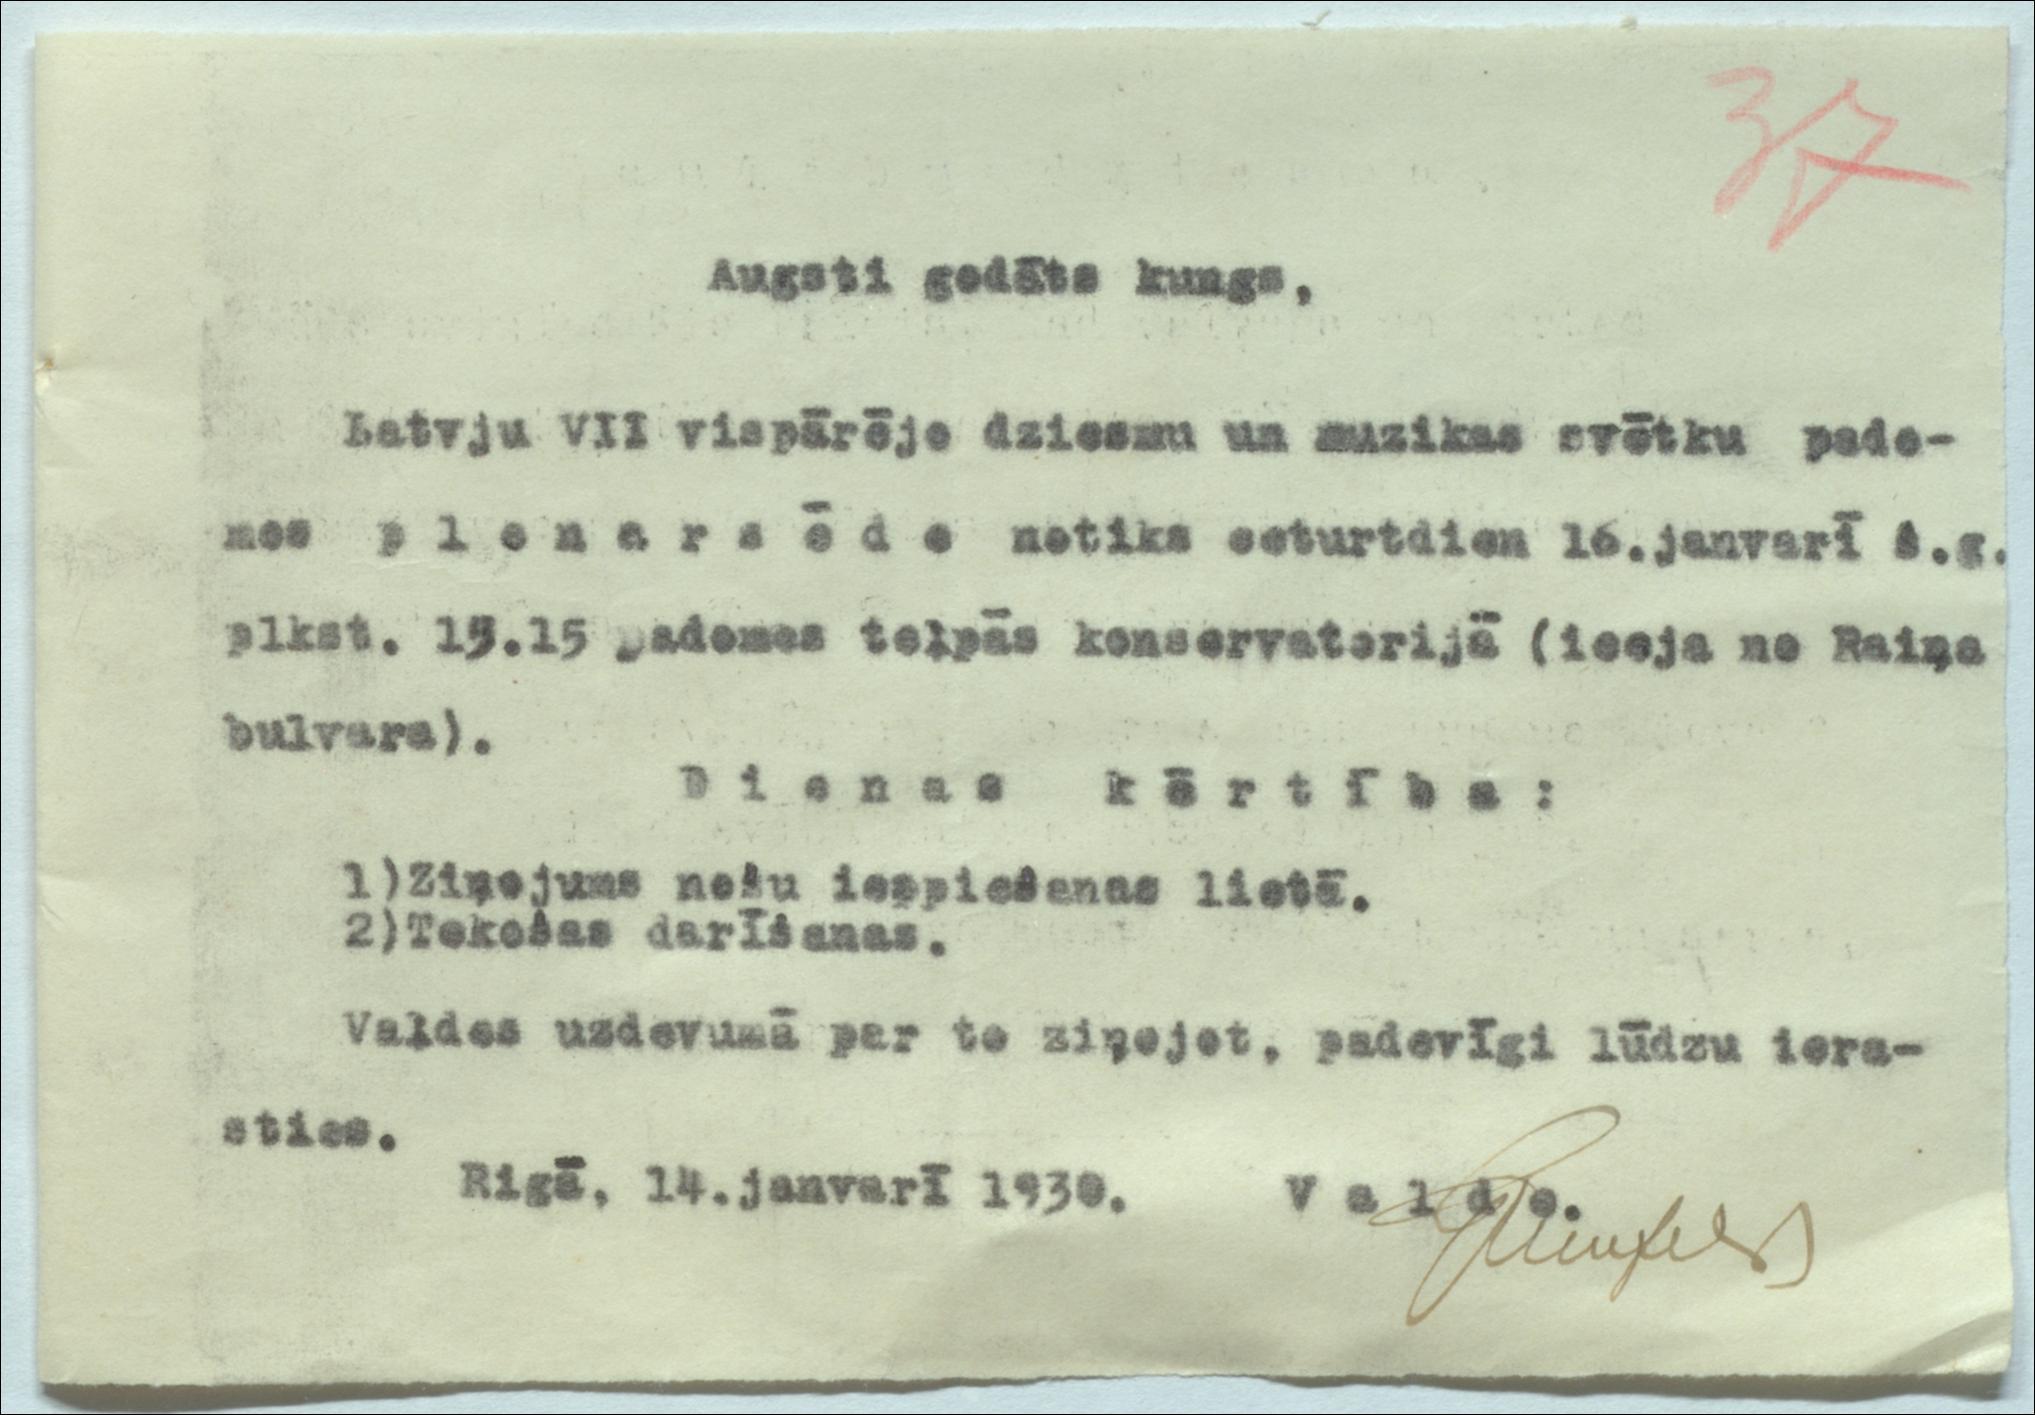 37
Augsti godāts kungs,
Latvju VII vispārējo dziesmu un muzikas svētku pado-
mes p l e n a r s ē d e notiks ceturtdien 16.janvarī š.g.
plkst. 15.15 padomes telpās konservatorijā (ieeja no Raiņa
bulvara).
D i e n a s k ā r t ī b a :
1)Ziņojums nošu iespiešanas lietā.
2)Tekošas darīšanas.
Valdes uzdevumā par to ziņojot, padevīgi lūdzu iera-
sties.
Rigā, 14.janvarī 1930. V a l d e.